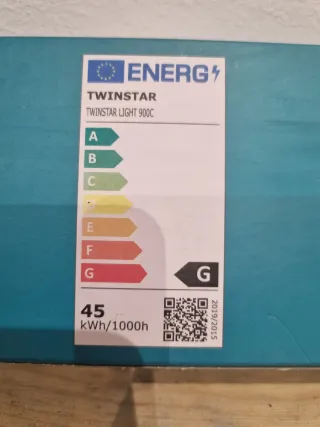 ENERG
TWINSTAR
TWINSTAR LIGHT 900C
A
B
C
E
F
G
G
45
kWh/1000h
2019/2015